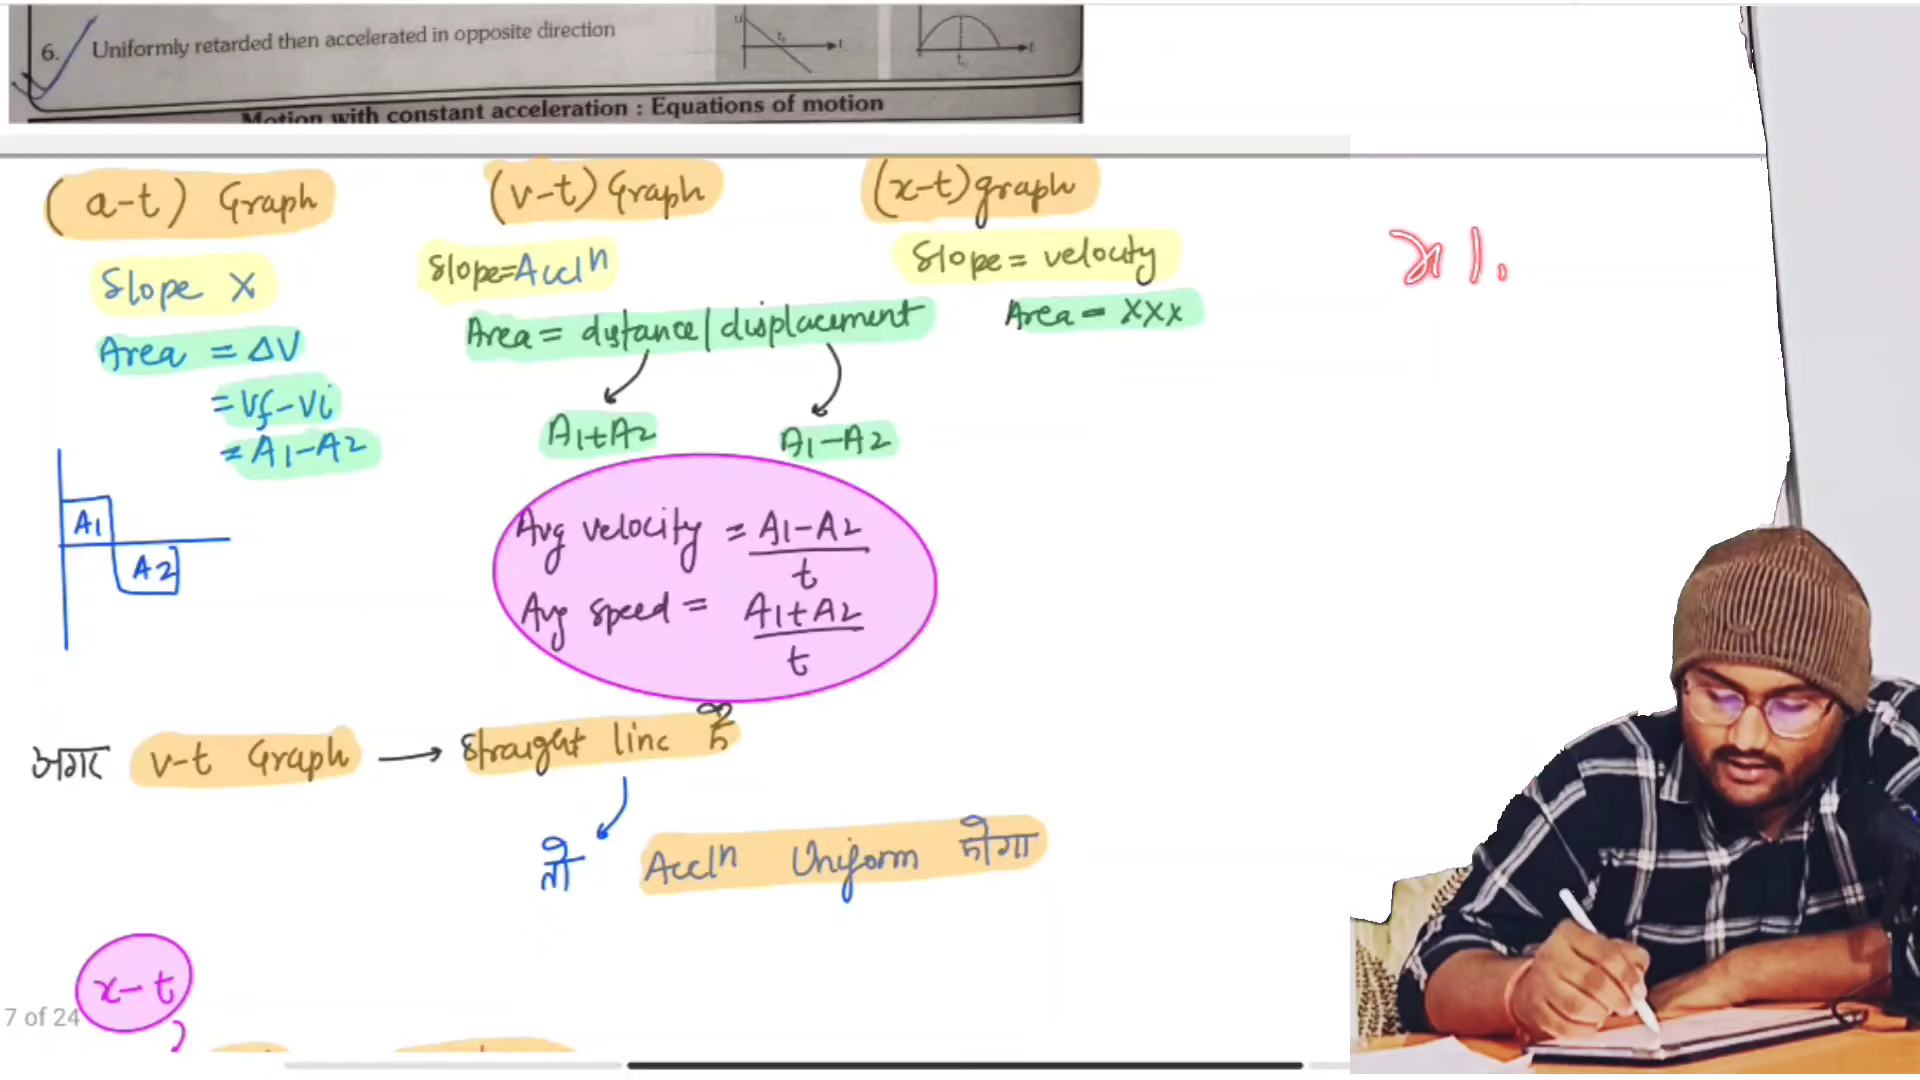 6. Uniformly retarded then accelerated in opposite direction
u t₀ t
t₀ t
Motion with constant acceleration : Equations of motion
(a-t) Graph
Slope X
Area = ΔV
= Vf - Vi
= A1 - A2
A1
A2
(v-t) Graph
Slope = Acclⁿ
Area = distance / displacement
A1+A2 A1-A2
Avg velocity = A1-A2 / t
Avg speed = A1+A2 / t
(x-t) graph
Slope = velocity
Area = XXX
अगर v-t Graph → straight line है
तो Acclⁿ Uniform होगा
x-t
7 of 24